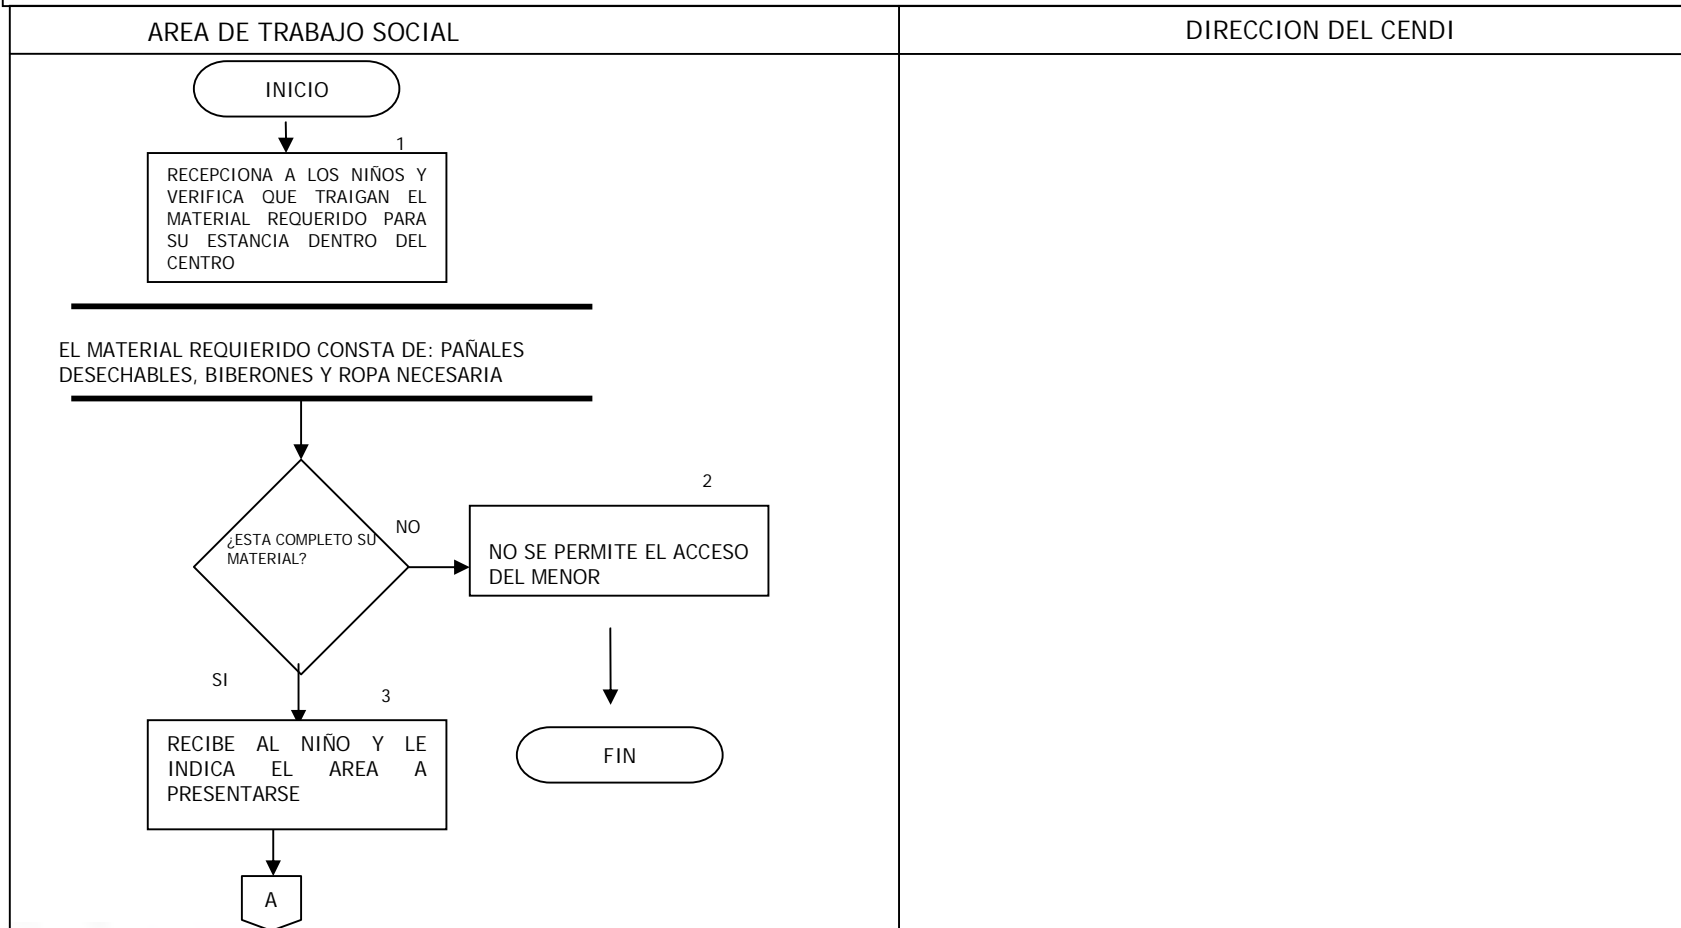 AREA DE TRABAJO SOCIAL
DIRECCION DEL CENDI
INICIO
1
RECEPCIONA A LOS NIÑOS Y
VERIFICA QUE TRAIGAN EL
MATERIAL REQUERIDO PARA
SU ESTANCIA DENTRO DEL
CENTRO
EL MATERIAL REQUIERIDO CONSTA DE: PAÑALES
DESECHABLES, BIBERONES Y ROPA NECESARIA
2
¿ESTA COMPLETO SU
MATERIAL?
NO
NO SE PERMITE EL ACCESO
DEL MENOR
SI
3
RECIBE AL NIÑO Y LE
INDICA EL AREA A
PRESENTARSE
FIN
A